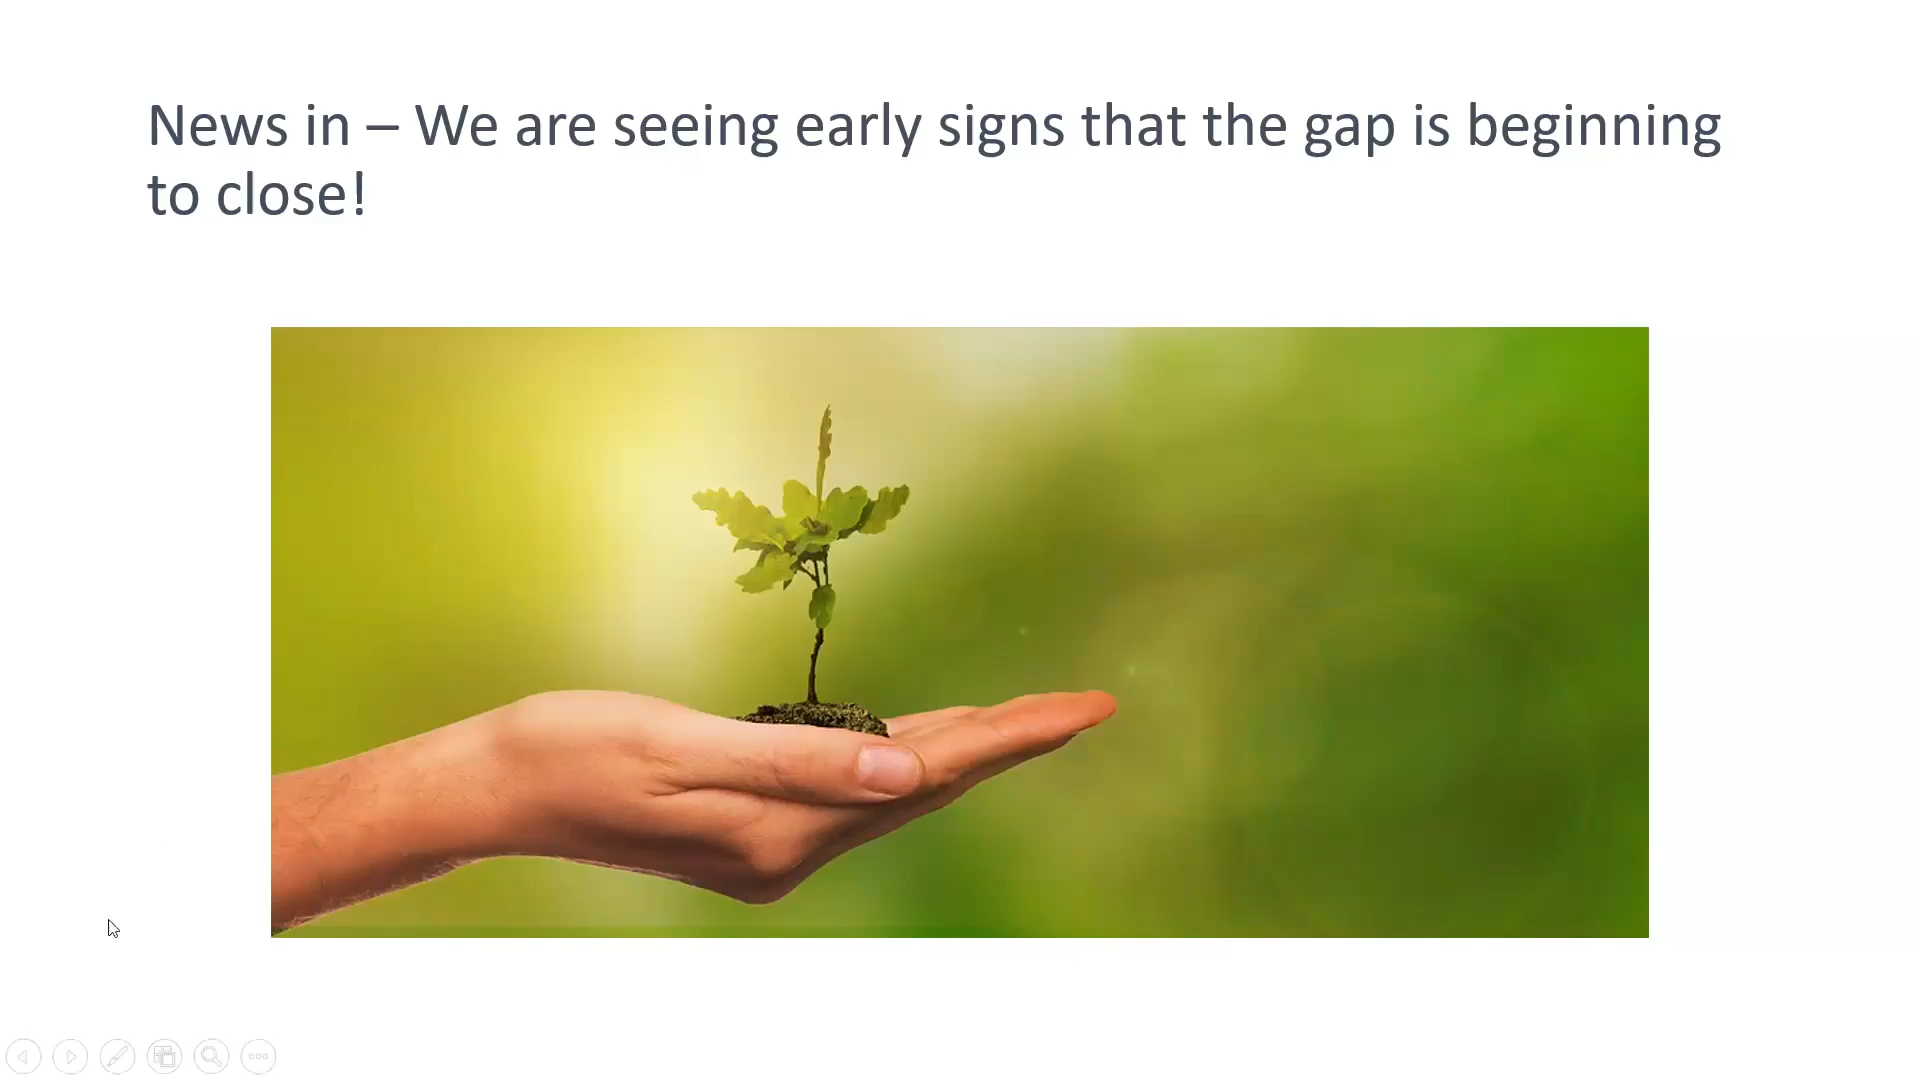 News in – We are seeing early signs that the gap is beginning
to close!